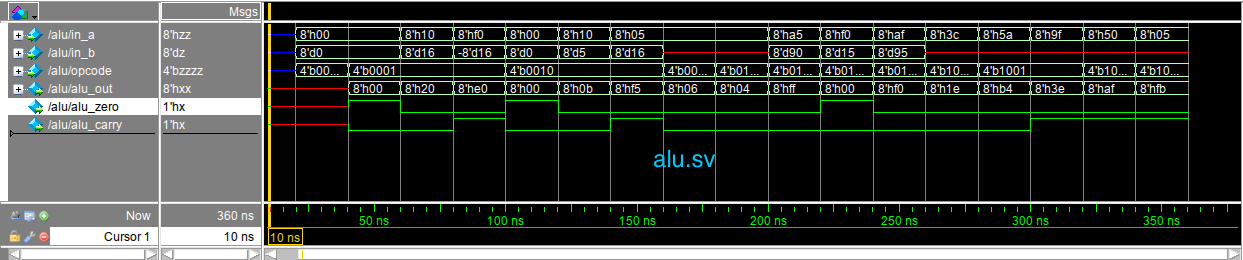 Msgs
/alu/in_a 8'hzz 8'h00 8'h10 8'hf0 8'h00 8'h10 8'h05 8'ha5 8'hf0 8'haf 8'h3c 8'h5a 8'h9f 8'h50 8'h05
/alu/in_b 8'dz 8'd0 8'd16 -8'd16 8'd0 8'd5 8'd16 8'd90 8'd15 8'd95
/alu/opcode 4'bzzzz 4'b00... 4'b0001 4'b0010 4'b00... 4'b01... 4'b01... 4'b01... 4'b01... 4'b10... 4'b1001 4'b10... 4'b10...
/alu/alu_out 8'hxx 8'h00 8'h20 8'he0 8'h00 8'h0b 8'hf5 8'h06 8'h04 8'hff 8'h00 8'hf0 8'h1e 8'hb4 8'h3e 8'haf 8'hfb
/alu/alu_zero 1'hx
/alu/alu_carry 1'hx
alu.sv
Now 360 ns 50 ns 100 ns 150 ns 200 ns 250 ns 300 ns 350 ns
Cursor 1 10 ns 10 ns